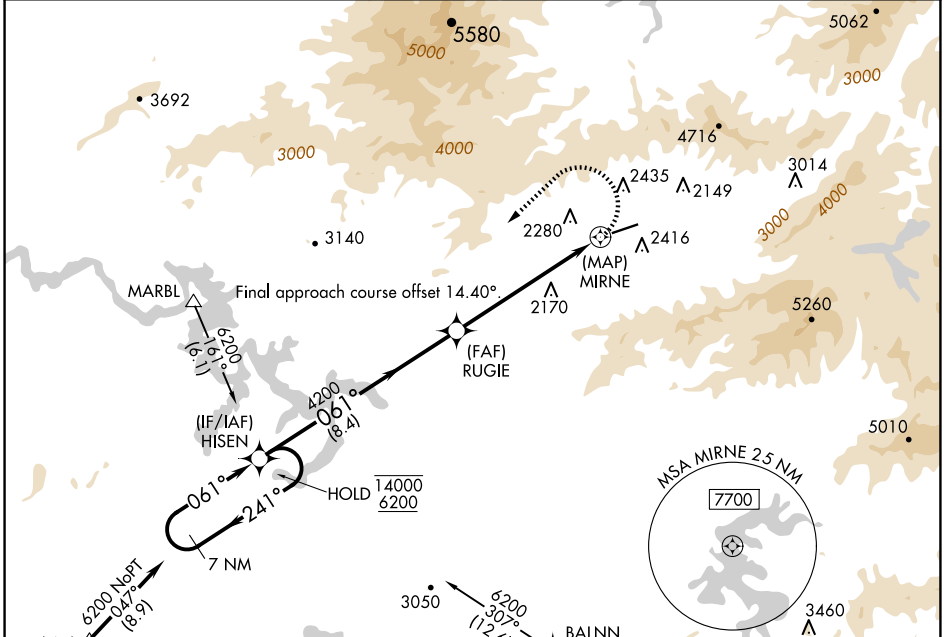 5062
5580
5000
3000
3692
4716
3000
4000
3014
2435
2149
4000
3000
2280
2416
3140
(MAP)
MIRNE
MARBL
Final approach course offset 14.40°.
2170
5260
6200
161°
(6.1)
(FAF)
RUGIE
4200
061°
(8.4)
(IF/IAF)
HISEN
5010
MSA MIRNE 25 NM
7700
061°
241°
HOLD
14000
6200
7 NM
6200 NoPT
047°
(8.9)
3050
6200
307°
3460
BALNN